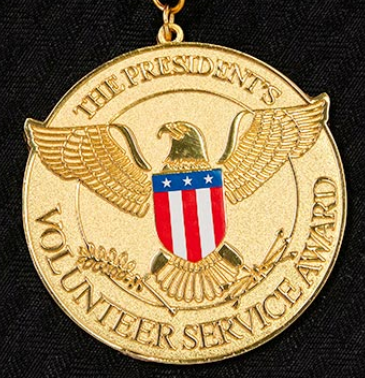 THE PRESIDENT'S
VOLUNTEER SERVICE AWARD